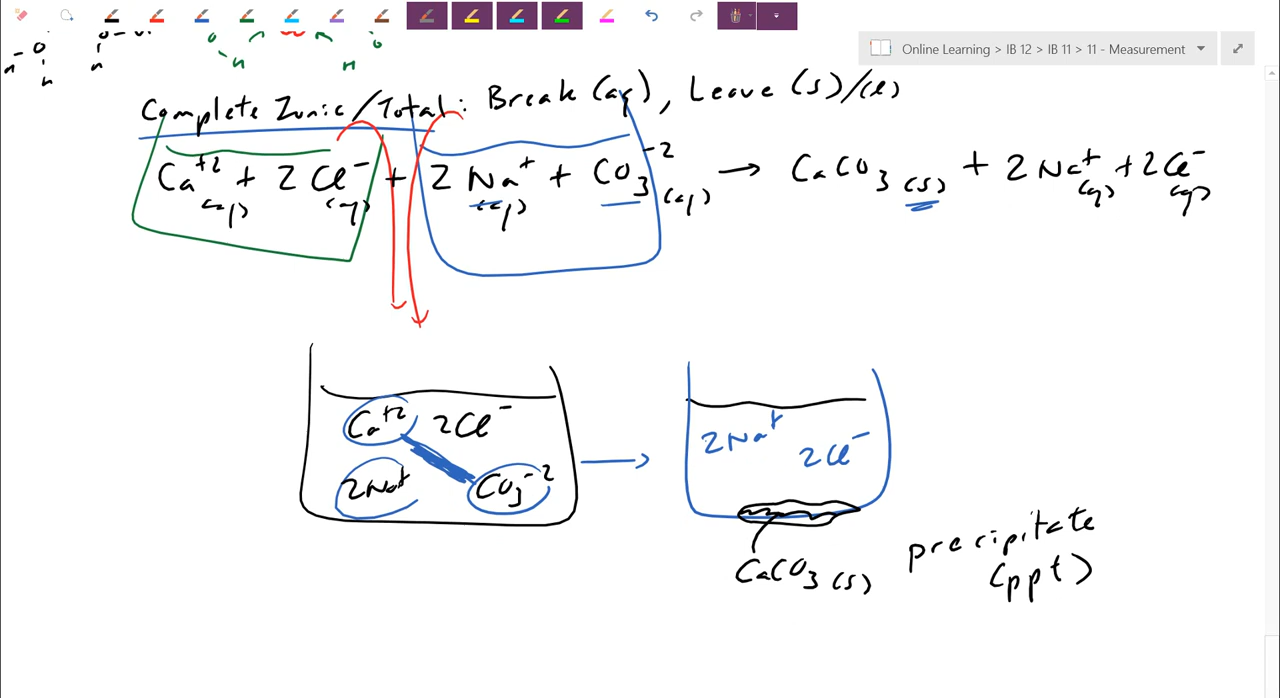 Online Learning > IB 12 > IB 11 > 11 - Measurement
Complete Ionic/Total: Break (aq), Leave (s)/(l)
Ca⁺² (aq) + 2 Cl⁻ (aq) + 2 Na⁺ (aq) + CO₃⁻² (aq) → CaCO₃ (s) + 2 Na⁺ (aq) + 2Cl⁻ (aq)
Ca⁺² 2Cl⁻
2Na⁺ CO₃⁻²
→
2Na⁺
2Cl⁻
CaCO₃ (s)
precipitate
(ppt)